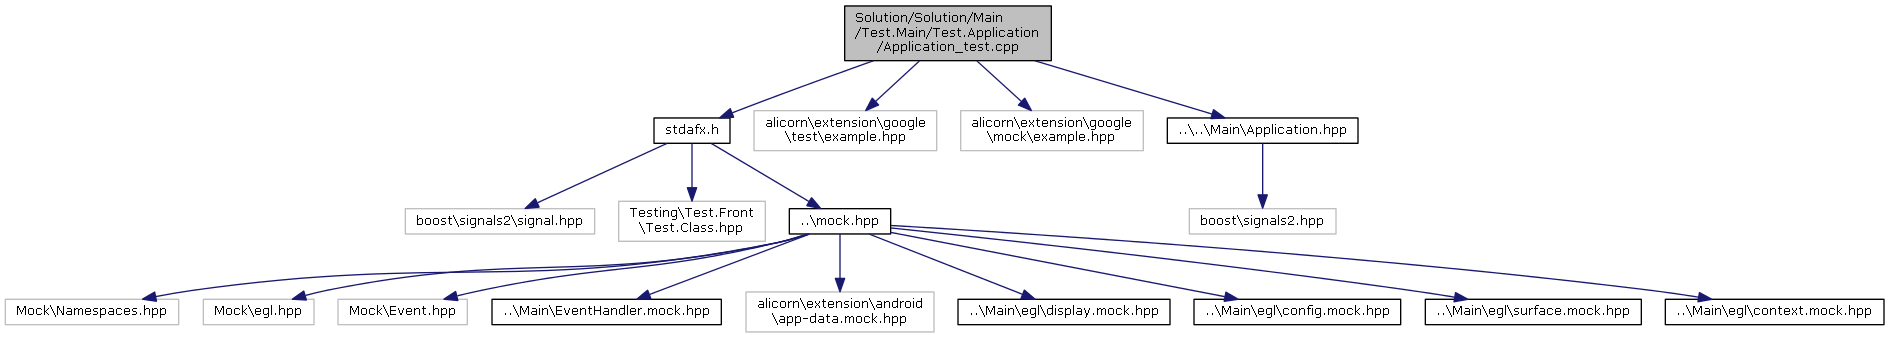 Solution/Solution/Main
/Test.Main/Test.Application
/Application_test.cpp
stdafx.h
alicorn\extension\google
\test\example.hpp
alicorn\extension\google
\mock\example.hpp
..\..\Main\Application.hpp
boost\signals2\signal.hpp
Testing\Test.Front
\Test.Class.hpp
..\mock.hpp
boost\signals2.hpp
Mock\Namespaces.hpp
Mock\egl.hpp
Mock\Event.hpp
..\Main\EventHandler.mock.hpp
alicorn\extension\android
\app-data.mock.hpp
..\Main\egl\display.mock.hpp
..\Main\egl\config.mock.hpp
..\Main\egl\surface.mock.hpp
..\Main\egl\context.mock.hpp